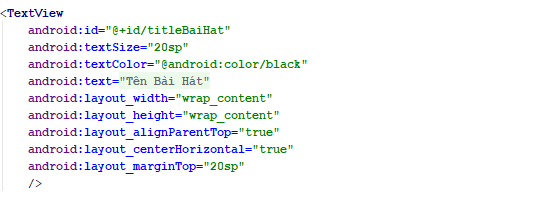 <TextView
android:id="@+id/titleBaiHat"
android:textSize="20sp"
android:textColor="@android:color/black"
android:text="Tên Bài Hát"
android:layout_width="wrap_content"
android:layout_height="wrap_content"
android:layout_alignParentTop="true"
android:layout_centerHorizontal="true"
android:layout_marginTop="20sp"
/>